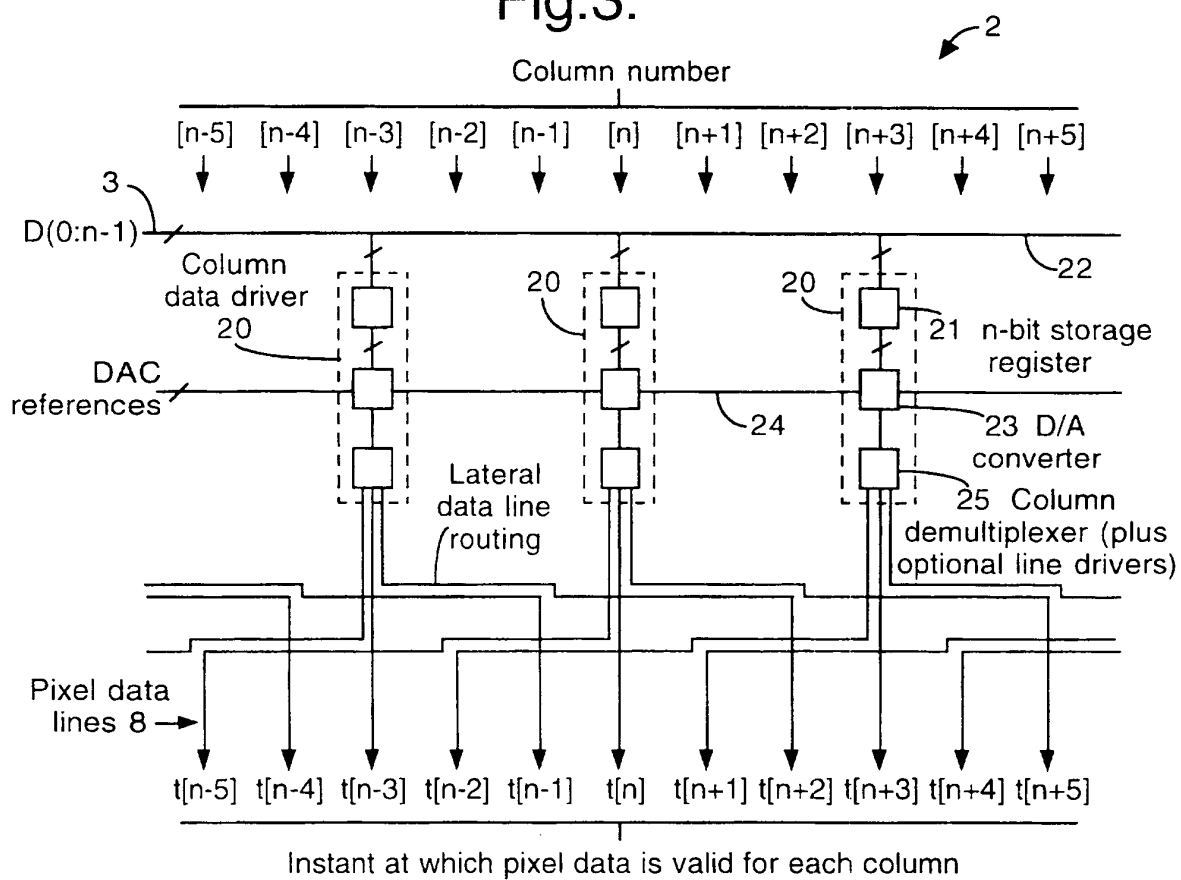 Fig.3.
2
Column number
[n-5] [n-4] [n-3] [n-2] [n-1] [n] [n+1] [n+2] [n+3] [n+4] [n+5]
3
D(0:n-1)
22
Column
data driver
20
20
20
21 n-bit storage
register
DAC
references
24
23 D/A
converter
Lateral
data line
routing
25 Column
demultiplexer (plus
optional line drivers)
Pixel data
lines 8
t[n-5] t[n-4] t[n-3] t[n-2] t[n-1] t[n] t[n+1] t[n+2] t[n+3] t[n+4] t[n+5]
Instant at which pixel data is valid for each column